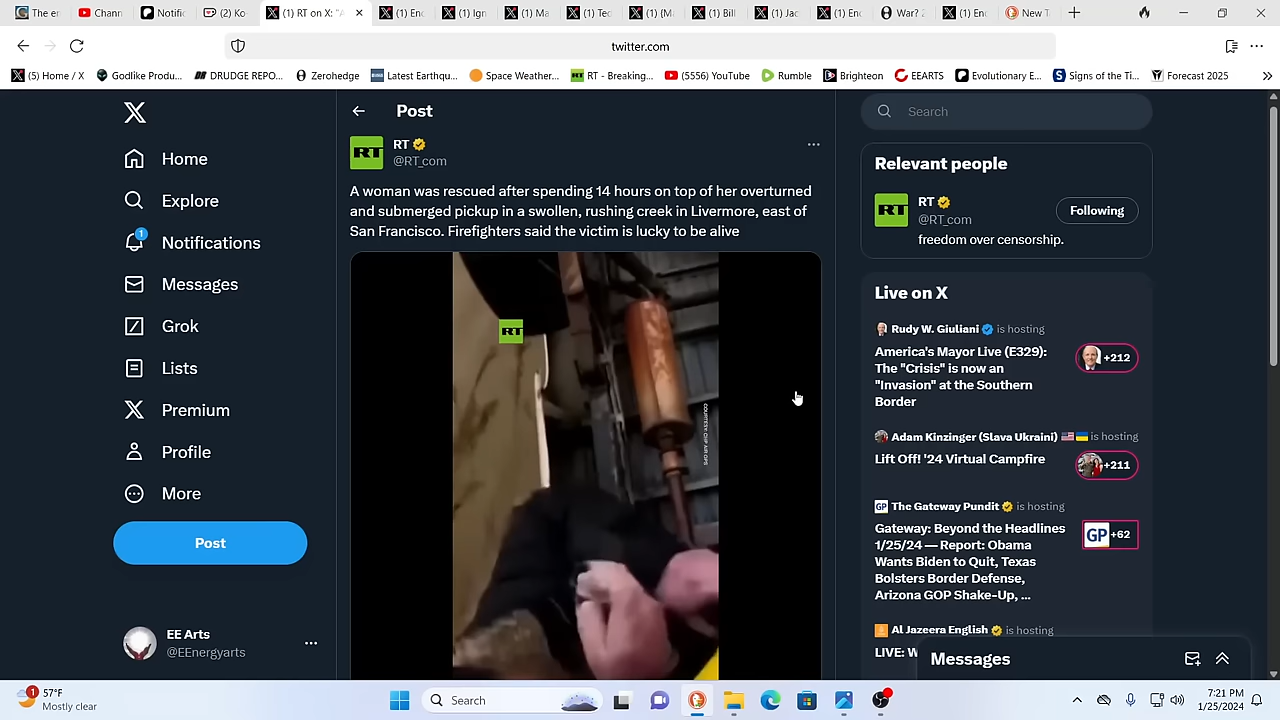 The er
Chann
Notific
(2) Ko
(1) RT on X: "A
(1) Enc
(1) Ign
(1) Ma
(1) Tec
(1) [M
(1) Bill
(1) Enc
War? 2
(1) Enc
New T
twitter.com
(5) Home / X
Godlike Produ...
DRUDGE REPO...
Zerohedge
Latest Earthqu...
Space Weather...
RT - Breaking...
(5556) YouTube
Rumble
Brighteon
EEARTS
Evolutionary E...
Signs of the Ti...
Forecast 2025
Post
Search
RT
@RT_com
A woman was rescued after spending 14 hours on top of her overturned
and submerged pickup in a swollen, rushing creek in Livermore, east of
San Francisco. Firefighters said the victim is lucky to be alive
RT
COURTESY:CHP AIR OPS
1
Home
Explore
Notifications
Messages
Grok
Lists
Premium
Profile
More
Post
EE Arts
@EEnergyarts
Relevant people
RT
@RT_com
Following
freedom over censorship.
Live on X
Rudy W. Giuliani is hosting
America's Mayor Live (E329):
The "Crisis" is now an
"Invasion" at the Southern
Border
+212
Adam Kinzinger (Slava Ukraini) is hosting
Lift Off! '24 Virtual Campfire
+211
The Gateway Pundit is hosting
Gateway: Beyond the Headlines
1/25/24 — Report: Obama
Wants Biden to Quit, Texas
Bolsters Border Defense,
Arizona GOP Shake-Up, ...
GP +62
Al Jazeera English is hosting
LIVE: W
Messages
1
57°F
Mostly clear
Search
7:21 PM
1/25/2024